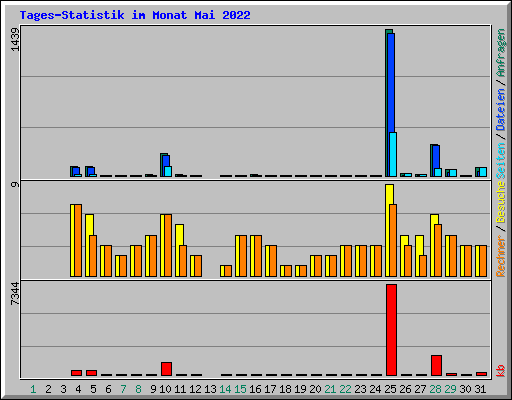 Tages-Statistik im Monat Mai 2022
1439
9
7344
Anfragen / Dateien / Seiten
Rechner / Besuche
kb
1 2 3 4 5 6 7 8 9 10 11 12 13 14 15 16 17 18 19 20 21 22 23 24 25 26 27 28 29 30 31